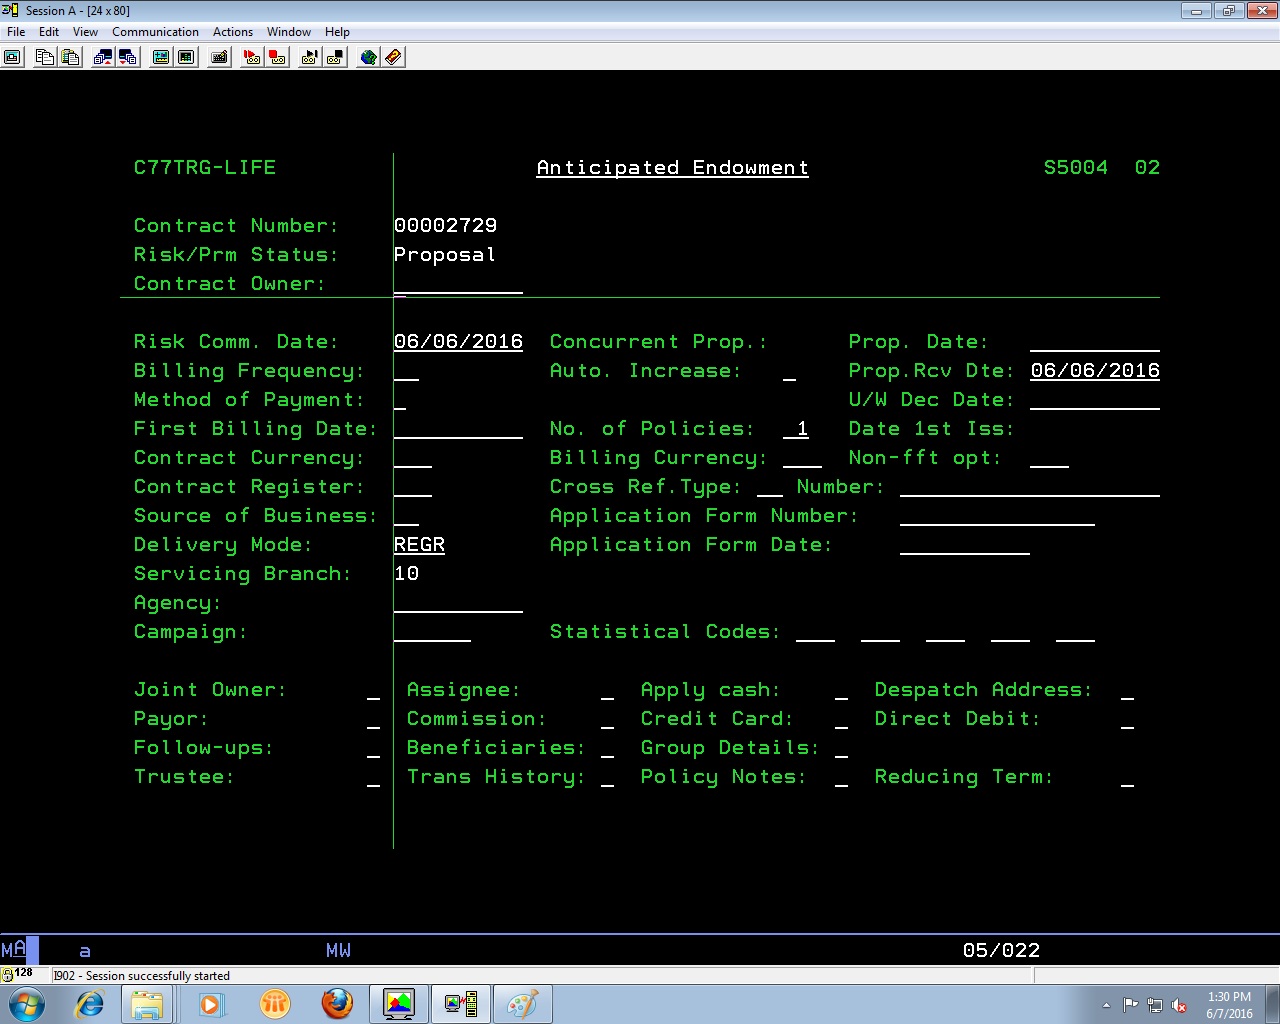 Session A - [24 x 80]
File Edit View Communication Actions Window Help
C77TRG-LIFE Anticipated Endowment S5004 02
Contract Number: 00002729
Risk/Prm Status: Proposal
Contract Owner:
Risk Comm. Date: 06/06/2016 Concurrent Prop.: Prop. Date:
Billing Frequency: Auto. Increase: Prop.Rcv Dte: 06/06/2016
Method of Payment: U/W Dec Date:
First Billing Date: No. of Policies: 1 Date 1st Iss:
Contract Currency: Billing Currency: Non-fft opt:
Contract Register: Cross Ref.Type: Number:
Source of Business: Application Form Number:
Delivery Mode: REGR Application Form Date:
Servicing Branch: 10
Agency:
Campaign: Statistical Codes:
Joint Owner: Assignee: Apply cash: Despatch Address:
Payor: Commission: Credit Card: Direct Debit:
Follow-ups: Beneficiaries: Group Details:
Trustee: Trans History: Policy Notes: Reducing Term:
MA a MW 05/022
128 I902 - Session successfully started
1:30 PM
6/7/2016